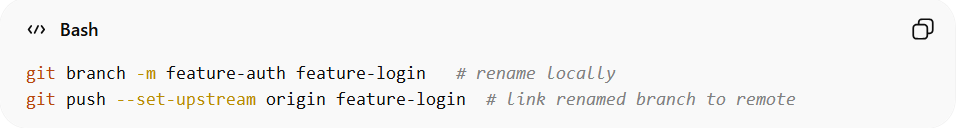 </> Bash
git branch -m feature-auth feature-login   # rename locally
git push --set-upstream origin feature-login  # link renamed branch to remote